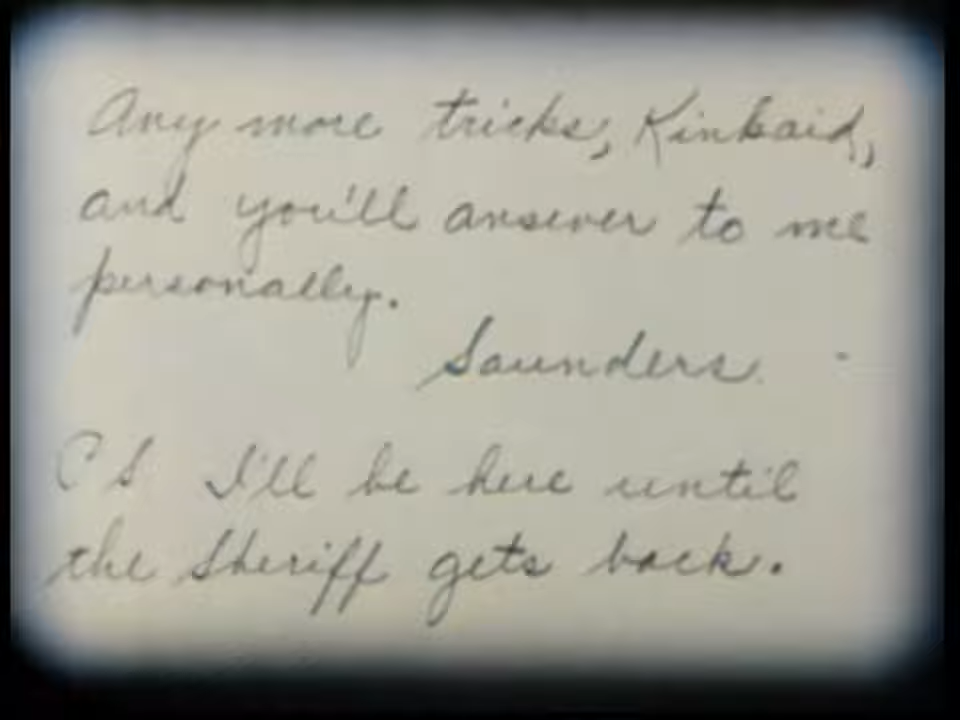 Any more tricks, Kinkaid,
and you'll answer to me
personally.
Saunders.
PS I'll be here until
the Sheriff gets back.